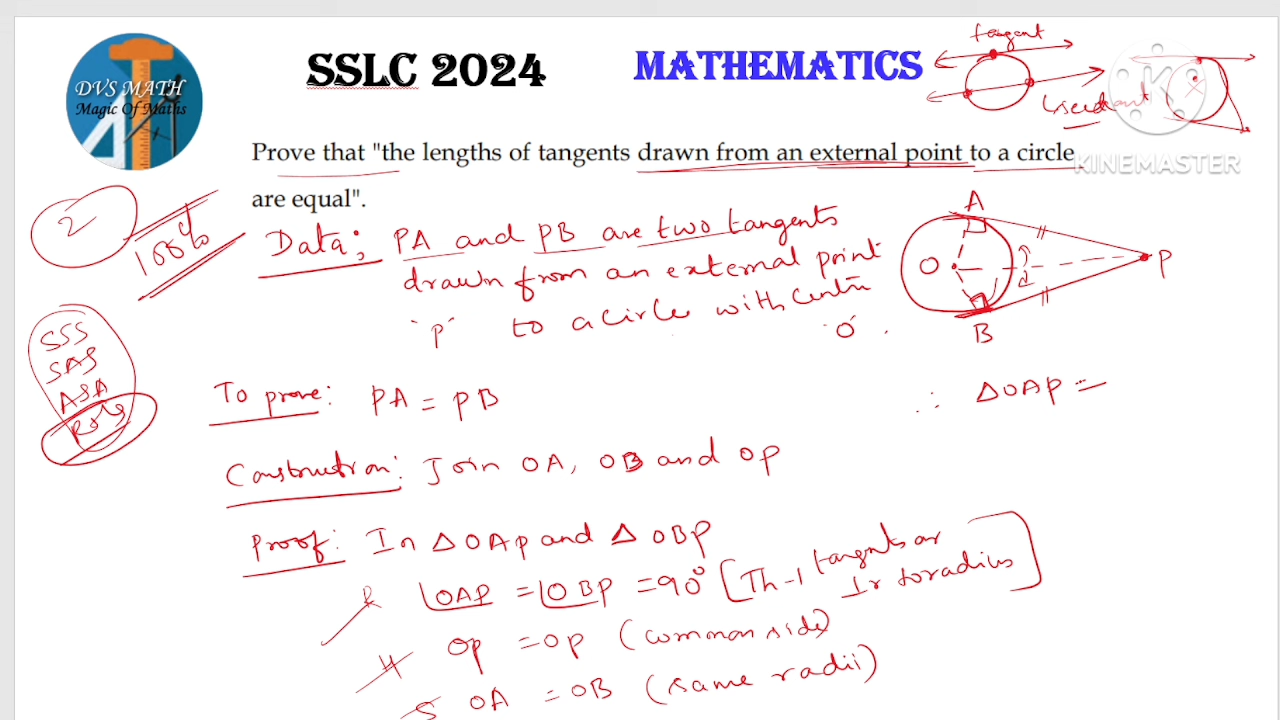 DVS MATH
Magic Of Maths
SSLC 2024
MATHEMATICS
tangent
KINEMASTER
Prove that "the lengths of tangents drawn from an external point to a circle
are equal".
2
100%
Data; PA and PB are two tangents
drawn from an external point
'P' to a circle with centre
'O'.
A
O
P
B
SSS
SAS
ASA
RHS
To prove: PA = PB
∴ ΔOAP =
Construction: Join OA, OB and OP
Proof: In ΔOAP and ΔOBP
R ∟OAP = ∟OBP = 90° [Th-1 tangents are
⊥r to radius]
H OP = OP (common side)
S OA = OB (same radii)